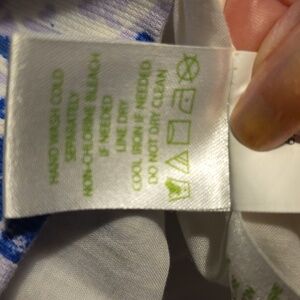 HAND WASH COLD
SEPARATELY
NON-CHLORINE BLEACH
IF NEEDED
LINE DRY
COOL IRON IF NEEDED
DO NOT DRY CLEAN